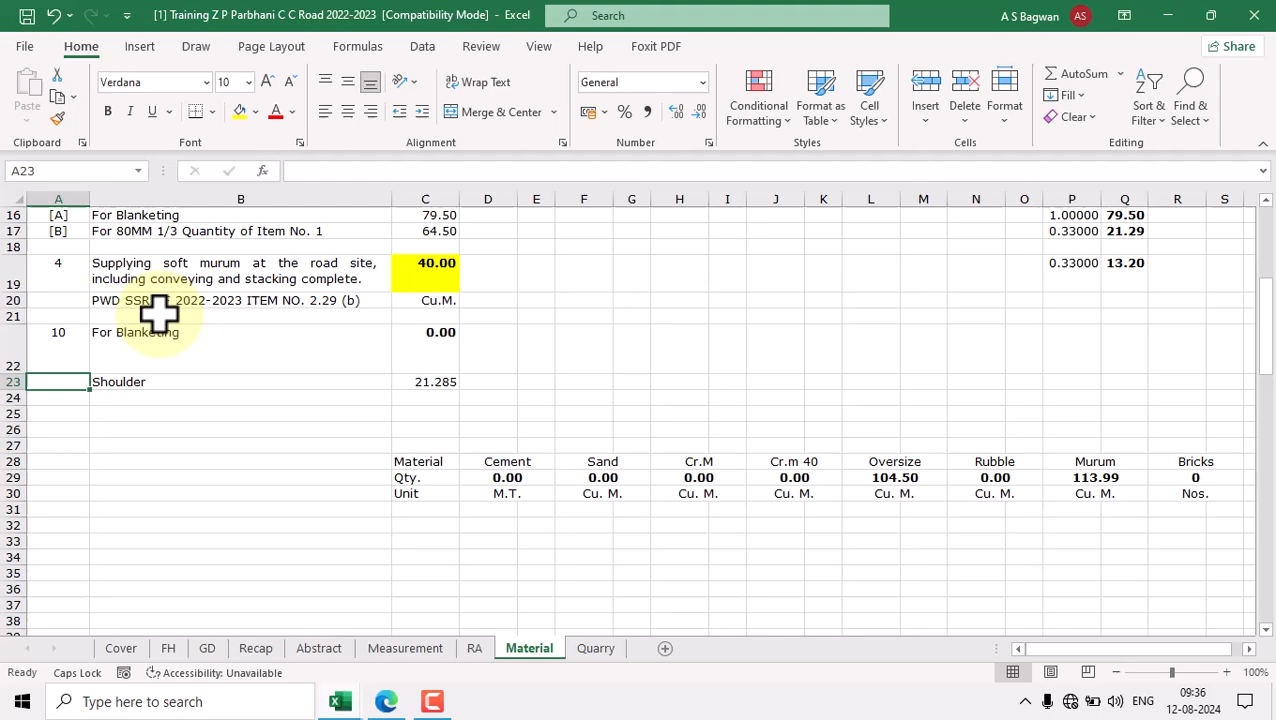 [1] Training Z P Parbhani C C Road 2022-2023 [Compatibility Mode] - Excel
Search
A S Bagwan
AS
File Home Insert Draw Page Layout Formulas Data Review View Help Foxit PDF
Share
Verdana 10
Wrap Text
General
AutoSum
Paste
Merge & Center
Conditional Formatting
Format as Table
Cell Styles
Insert
Delete
Format
Fill
Clear
Sort & Filter
Find & Select
Clipboard Font Alignment Number Styles Cells Editing
A23
A B C D E F G H I J K L M N O P Q R S
16 [A] For Blanketing 79.50 1.00000 79.50
17 [B] For 80MM 1/3 Quantity of Item No. 1 64.50 0.33000 21.29
18
4 Supplying soft murum at the road site, 40.00 0.33000 13.20
19 including conveying and stacking complete.
20 PWD SSR 2022-2023 ITEM NO. 2.29 (b) Cu.M.
21
10 For Blanketing 0.00
22
23 Shoulder 21.285
24
25
26
27
28 Material Cement Sand Cr.M Cr.m 40 Oversize Rubble Murum Bricks
29 Qty. 0.00 0.00 0.00 0.00 104.50 0.00 113.99 0
30 Unit M.T. Cu. M. Cu. M. Cu. M. Cu. M. Cu. M. Cu. M. Nos.
31
32
33
34
35
36
37
38
Cover FH GD Recap Abstract Measurement RA Material Quarry
Ready Caps Lock Accessibility: Unavailable 100%
Type here to search
ENG
09:36
12-08-2024